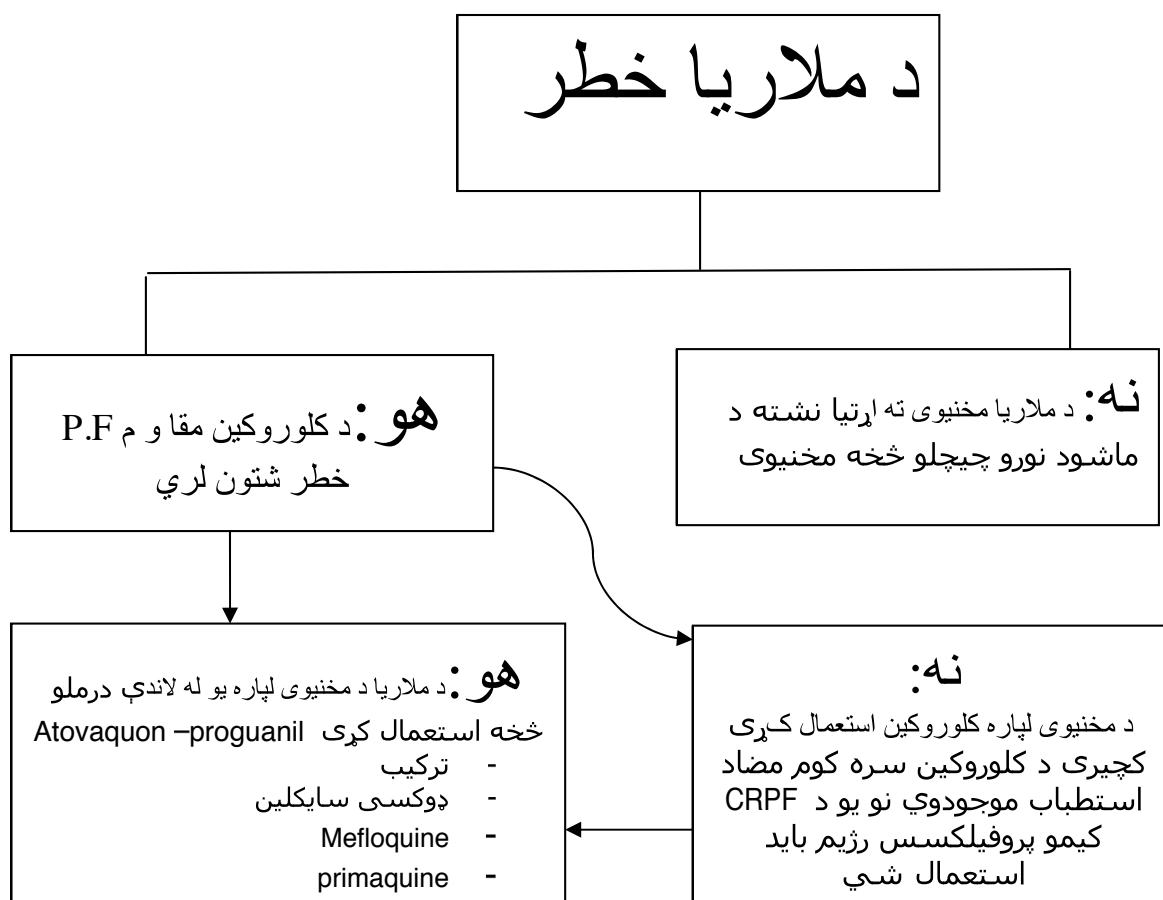 د ملاریا خطر
هو: د کلوروکین مقا و م P.F
خطر شتون لري
نه: د ملاریا مخنیوی ته اړتیا نشته د
ماشود نورو چیچلو څخه مخنیوی
هو: د ملاریا د مخنیوی لپاره یو له لاندې درملو
څخه استعمال کړی Atovaquon –proguanil
- ترکیب
- ډوکسی سایکلین
- Mefloquine
- primaquine
نه:
د مخنیوی لپاره کلوروکین استعمال کړی
کچیری د کلوروکین سره کوم مضاد
استطباب موجودوي نو یو د CRPF
کیمو پروفیلکسس رژیم باید
استعمال شي